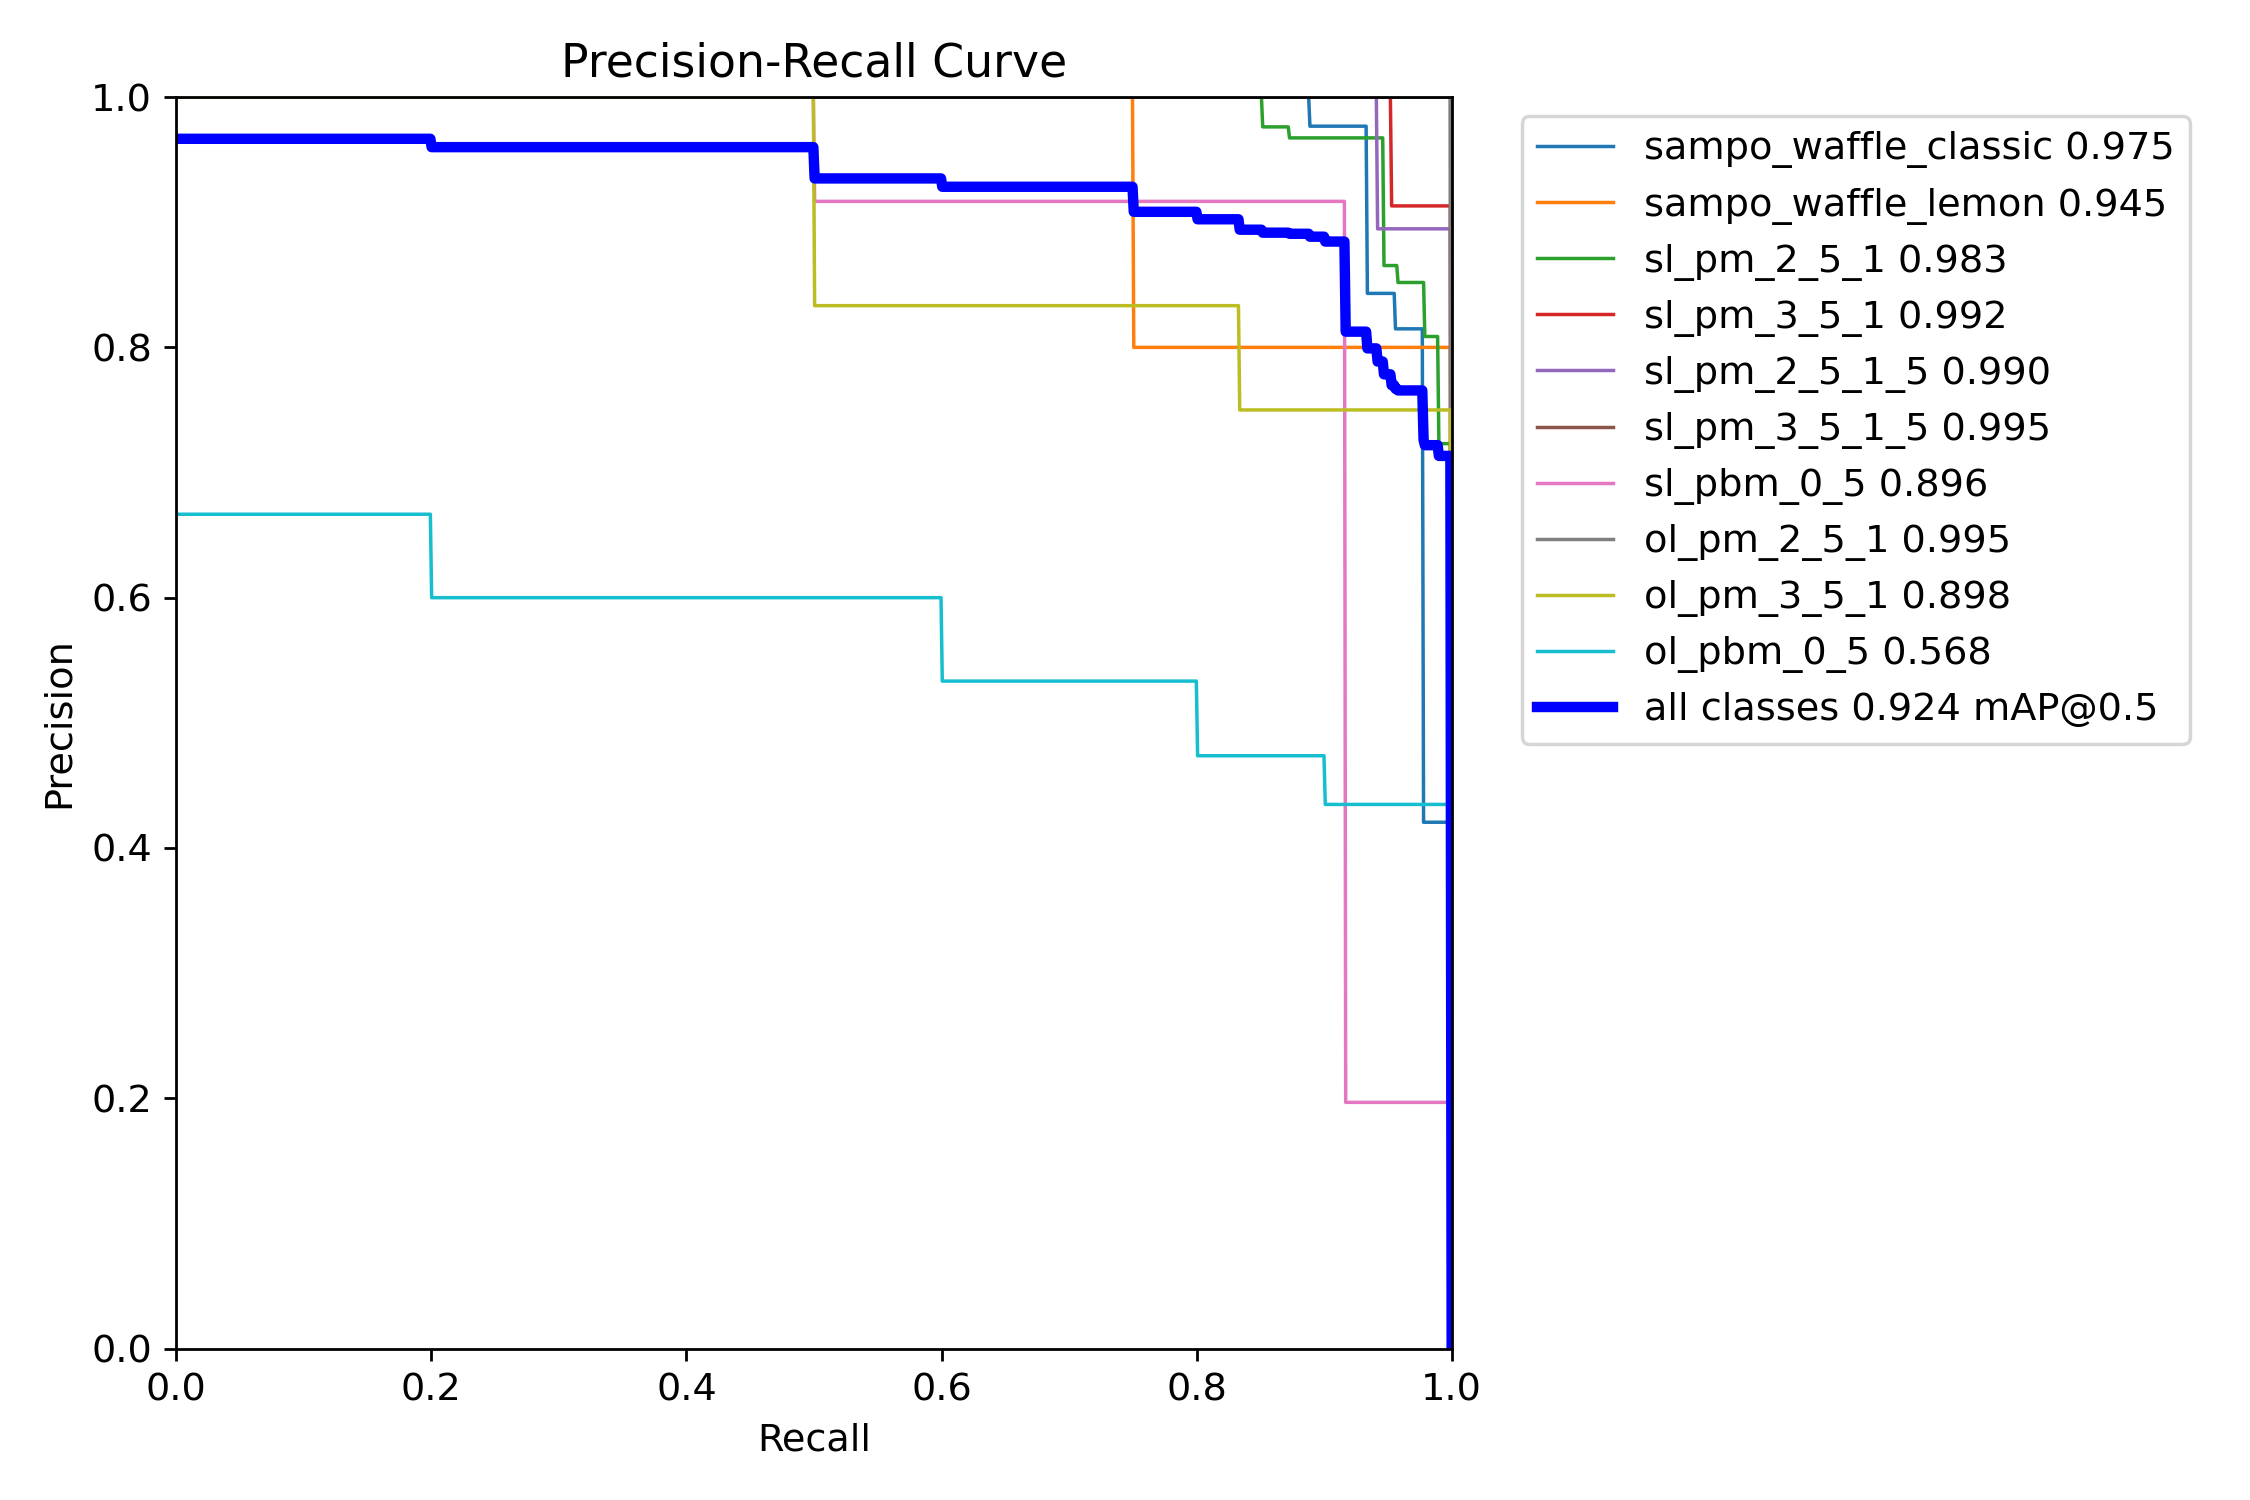 Precision-Recall Curve
1.0
0.8
0.6
0.4
0.2
0.0
Precision
0.0 0.2 0.4 0.6 0.8 1.0
Recall
sampo_waffle_classic 0.975
sampo_waffle_lemon 0.945
sl_pm_2_5_1 0.983
sl_pm_3_5_1 0.992
sl_pm_2_5_1_5 0.990
sl_pm_3_5_1_5 0.995
sl_pbm_0_5 0.896
ol_pm_2_5_1 0.995
ol_pm_3_5_1 0.898
ol_pbm_0_5 0.568
all classes 0.924 mAP@0.5